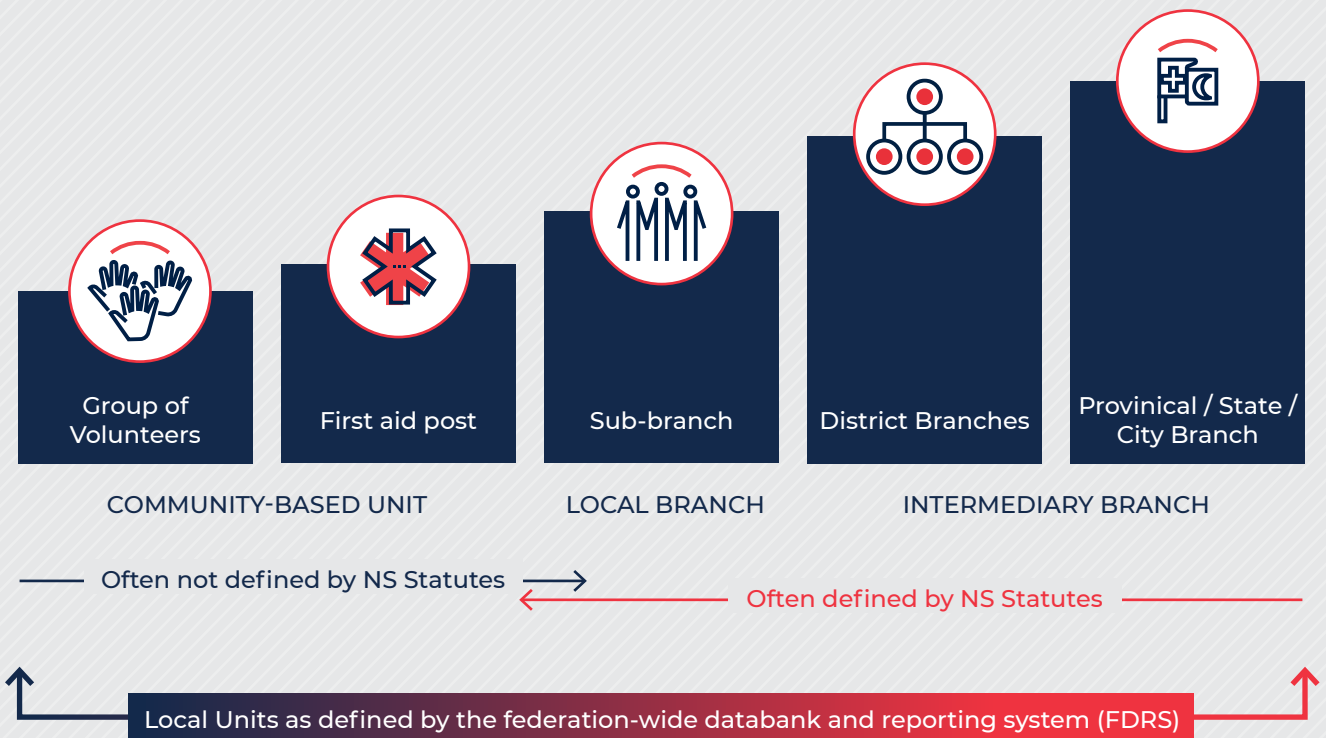 Group of
Volunteers
First aid post
Sub-branch
District Branches
Provinical / State /
City Branch
COMMUNITY-BASED UNIT
LOCAL BRANCH
INTERMEDIARY BRANCH
Often not defined by NS Statutes
Often defined by NS Statutes
Local Units as defined by the federation-wide databank and reporting system (FDRS)